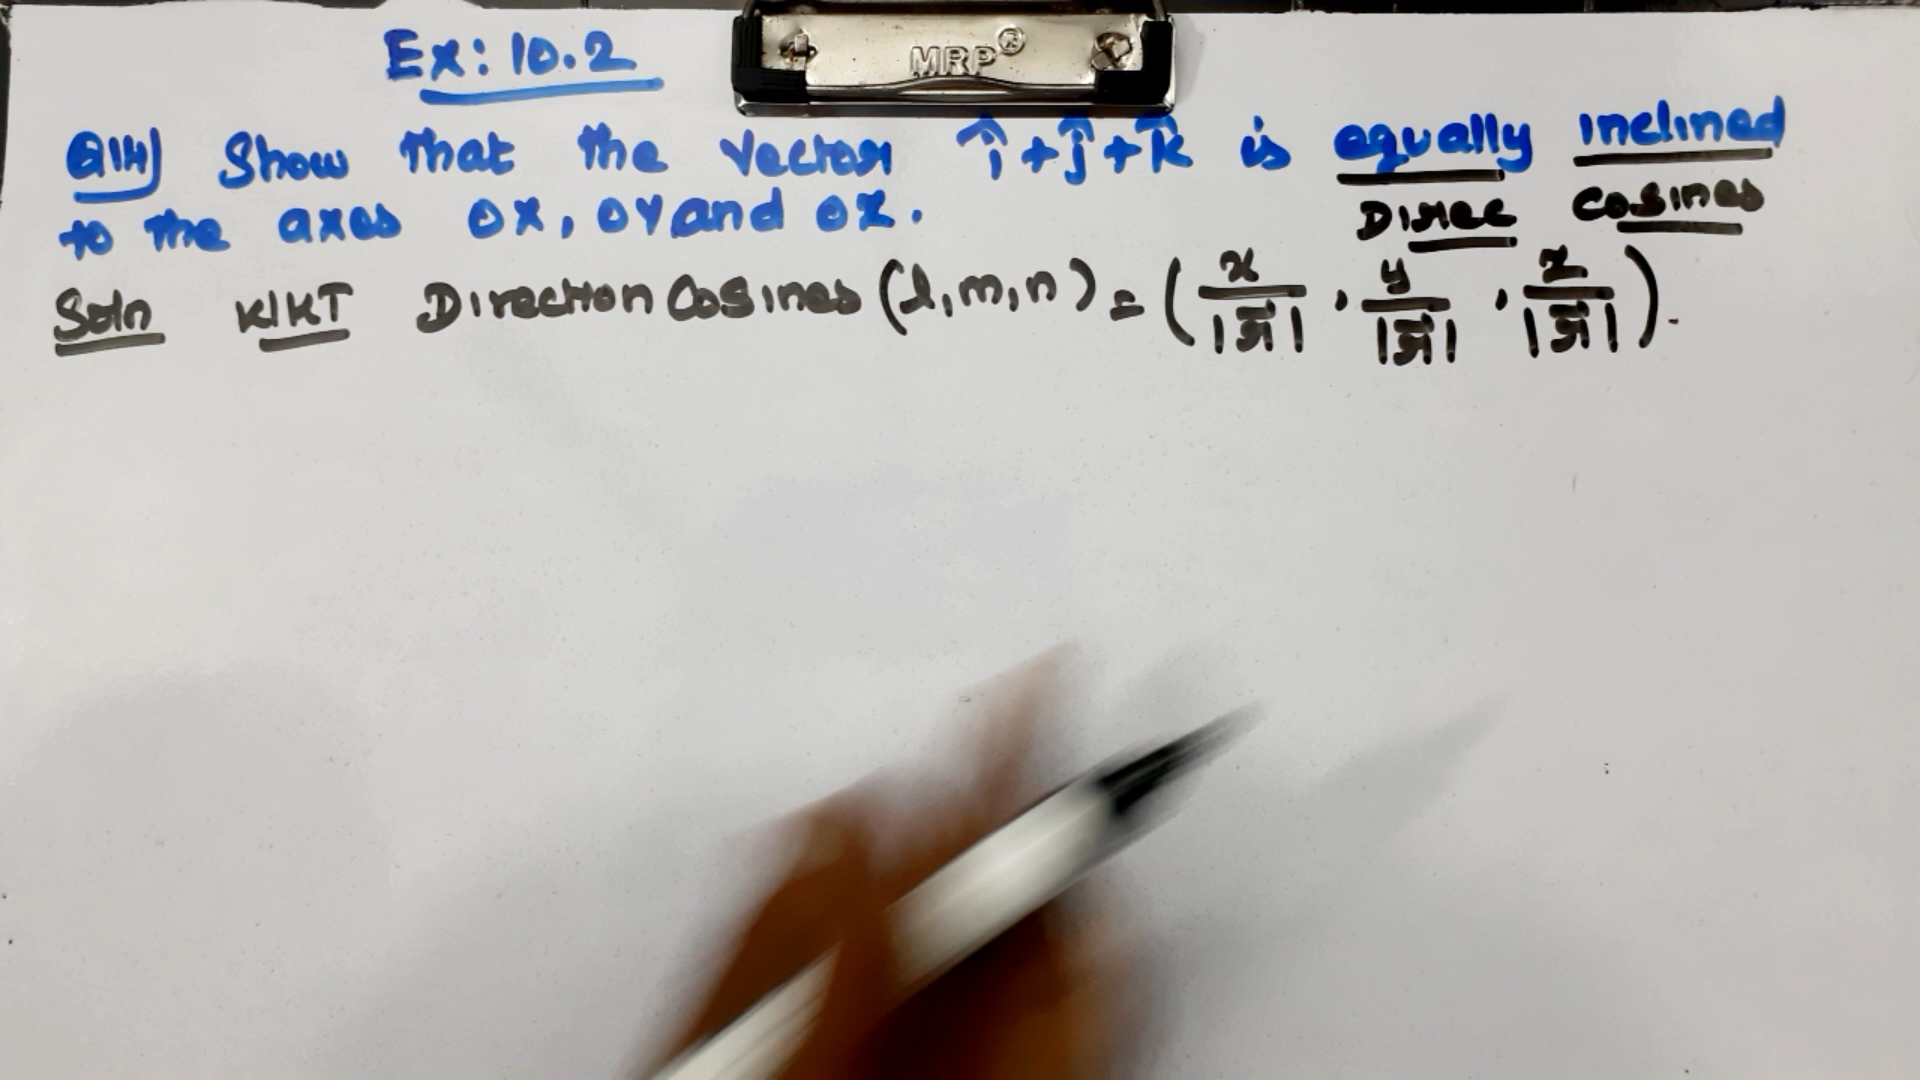 MRP®
Ex: 10.2
Q14) Show that the vector î+ĵ+k̂ is equally inclined
to the axes OX, OY and OZ.
Direc Cosines
Soln WKT Direction Cosines (l,m,n) = (x/|r⃗|, y/|r⃗|, z/|r⃗|).